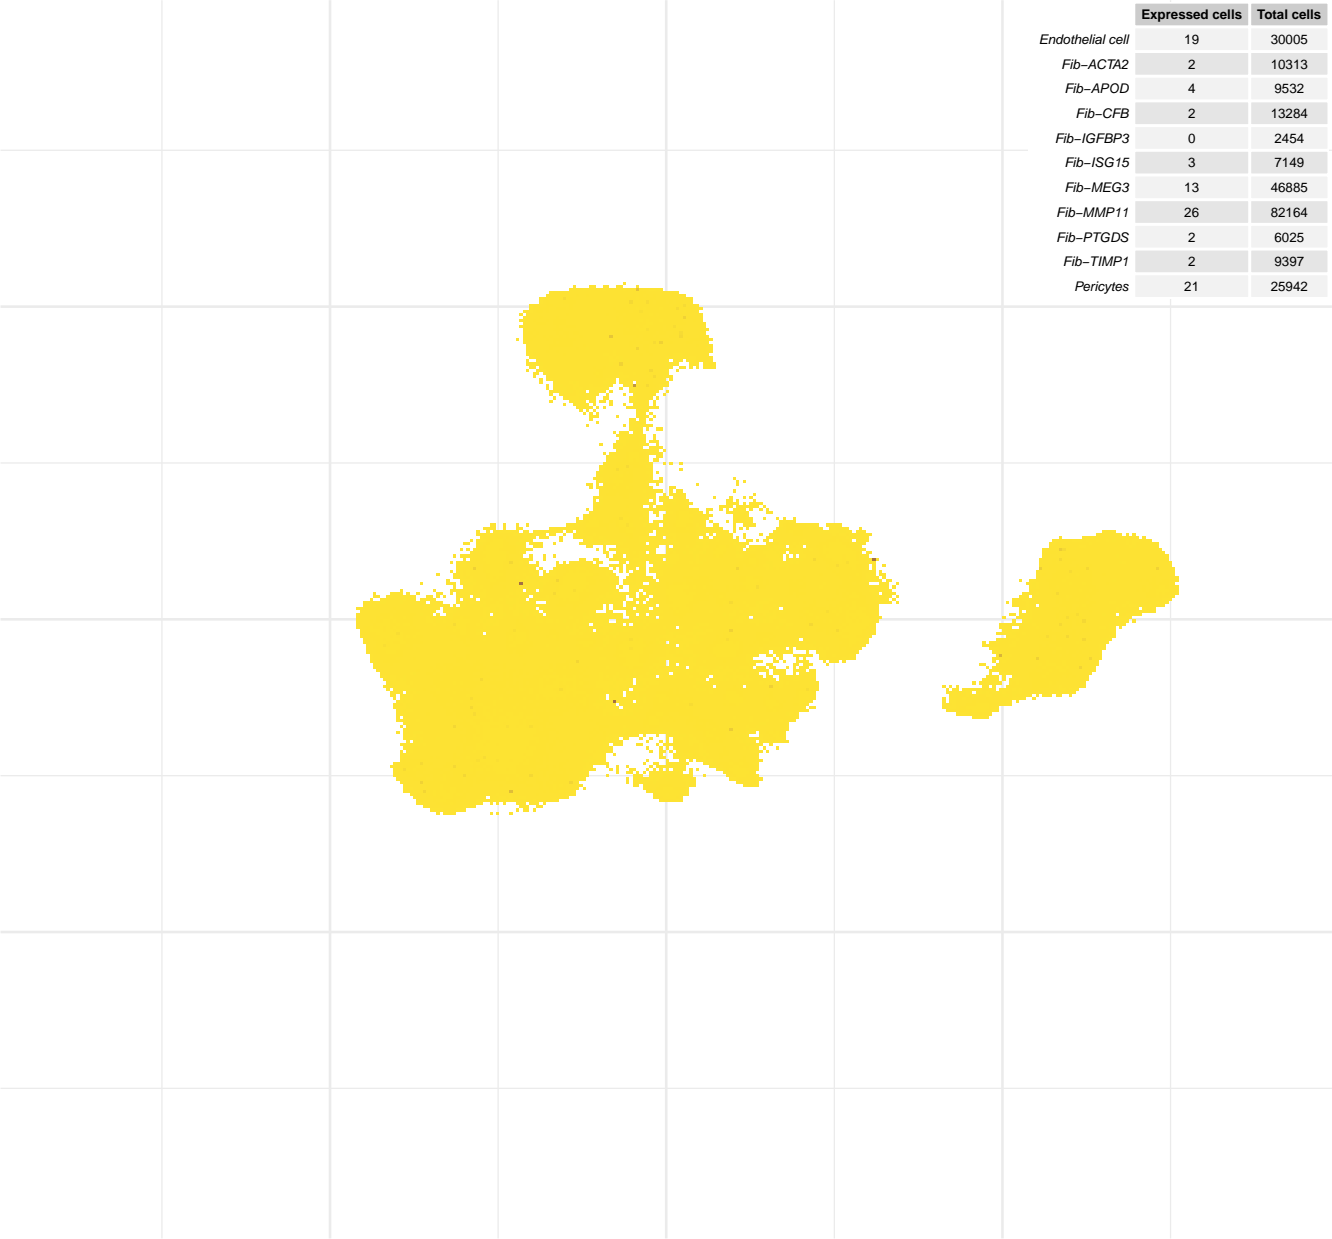 Expressed cells Total cells
Endothelial cell 19 30005
Fib−ACTA2 2 10313
Fib−APOD 4 9532
Fib−CFB 2 13284
Fib−IGFBP3 0 2454
Fib−ISG15 3 7149
Fib−MEG3 13 46885
Fib−MMP11 26 82164
Fib−PTGDS 2 6025
Fib−TIMP1 2 9397
Pericytes 21 25942